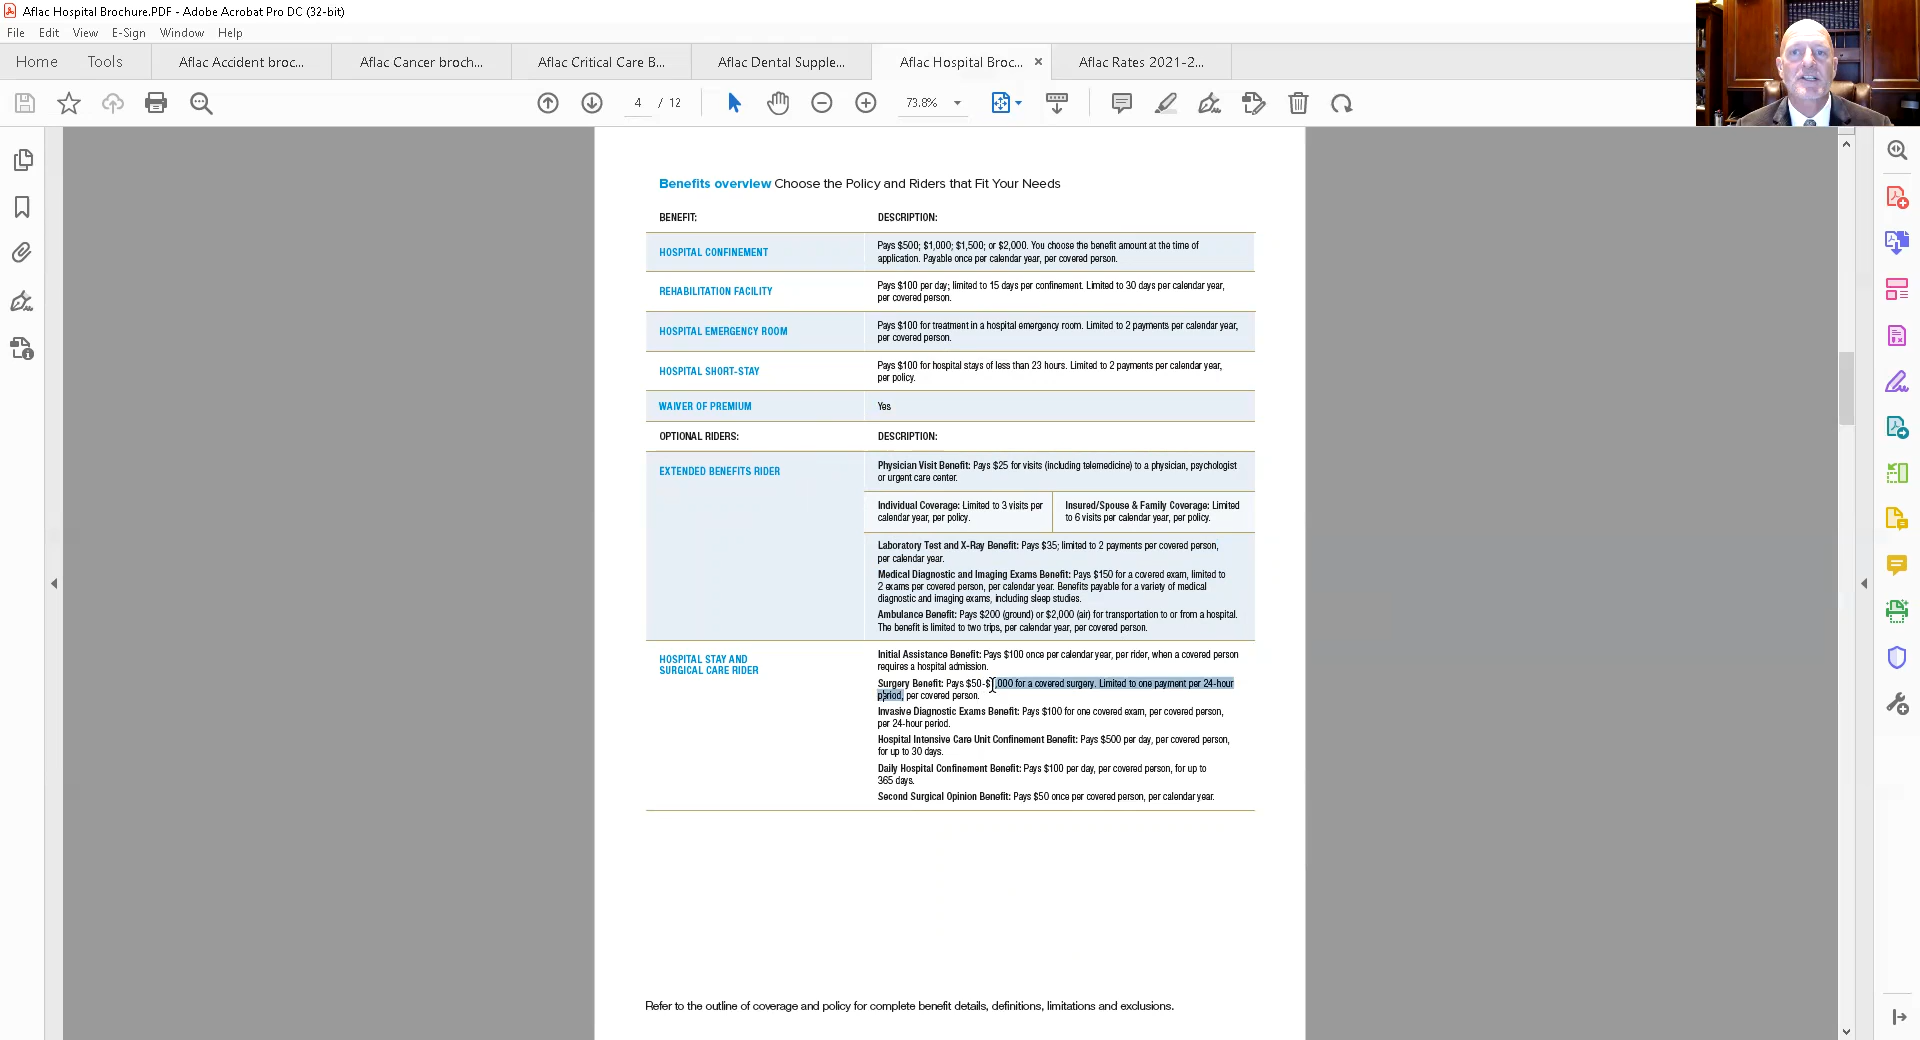 Aflac Hospital Brochure.PDF - Adobe Acrobat Pro DC (32-bit)
File Edit View E-Sign Window Help
Home Tools Aflac Accident broc... Aflac Cancer broch... Aflac Critical Care B... Aflac Dental Supple... Aflac Hospital Broc... Aflac Rates 2021-2...
4 / 12 73.8%
Benefits overview Choose the Policy and Riders that Fit Your Needs
BENEFIT: DESCRIPTION:
HOSPITAL CONFINEMENT
Pays $500; $1,000; $1,500; or $2,000. You choose the benefit amount at the time of
application. Payable once per calendar year, per covered person.
REHABILITATION FACILITY
Pays $100 per day; limited to 15 days per confinement. Limited to 30 days per calendar year,
per covered person.
HOSPITAL EMERGENCY ROOM
Pays $100 for treatment in a hospital emergency room. Limited to 2 payments per calendar year,
per covered person.
HOSPITAL SHORT-STAY
Pays $100 for hospital stays of less than 23 hours. Limited to 2 payments per calendar year,
per policy.
WAIVER OF PREMIUM Yes
OPTIONAL RIDERS: DESCRIPTION:
EXTENDED BENEFITS RIDER
Physician Visit Benefit: Pays $25 for visits (including telemedicine) to a physician, psychologist
or urgent care center.
Individual Coverage: Limited to 3 visits per
calendar year, per policy.
Insured/Spouse & Family Coverage: Limited
to 6 visits per calendar year, per policy.
Laboratory Test and X-Ray Benefit: Pays $35; limited to 2 payments per covered person,
per calendar year.
Medical Diagnostic and Imaging Exams Benefit: Pays $150 for a covered exam, limited to
2 exams per covered person, per calendar year. Benefits payable for a variety of medical
diagnostic and imaging exams, including sleep studies.
Ambulance Benefit: Pays $200 (ground) or $2,000 (air) for transportation to or from a hospital.
The benefit is limited to two trips, per calendar year, per covered person.
HOSPITAL STAY AND
SURGICAL CARE RIDER
Initial Assistance Benefit: Pays $100 once per calendar year, per rider, when a covered person
requires a hospital admission.
Surgery Benefit: Pays $50-$ ,000 for a covered surgery. Limited to one payment per 24-hour
period, per covered person.
Invasive Diagnostic Exams Benefit: Pays $100 for one covered exam, per covered person,
per 24-hour period.
Hospital Intensive Care Unit Confinement Benefit: Pays $500 per day, per covered person,
for up to 30 days.
Daily Hospital Confinement Benefit: Pays $100 per day, per covered person, for up to
365 days.
Second Surgical Opinion Benefit: Pays $50 once per covered person, per calendar year.
Refer to the outline of coverage and policy for complete benefit details, definitions, limitations and exclusions.